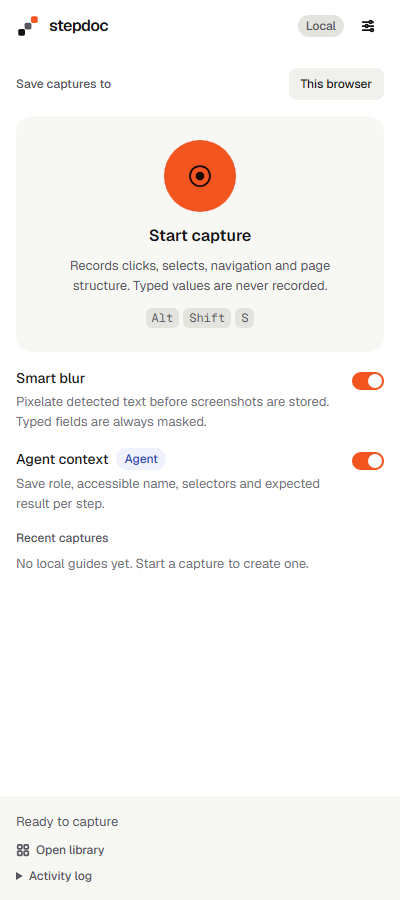 stepdoc
Local
Save captures to
This browser
Start capture
Records clicks, selects, navigation and page
structure. Typed values are never recorded.
Alt Shift S
Smart blur
Pixelate detected text before screenshots are stored.
Typed fields are always masked.
Agent context Agent
Save role, accessible name, selectors and expected
result per step.
Recent captures
No local guides yet. Start a capture to create one.
Ready to capture
Open library
Activity log